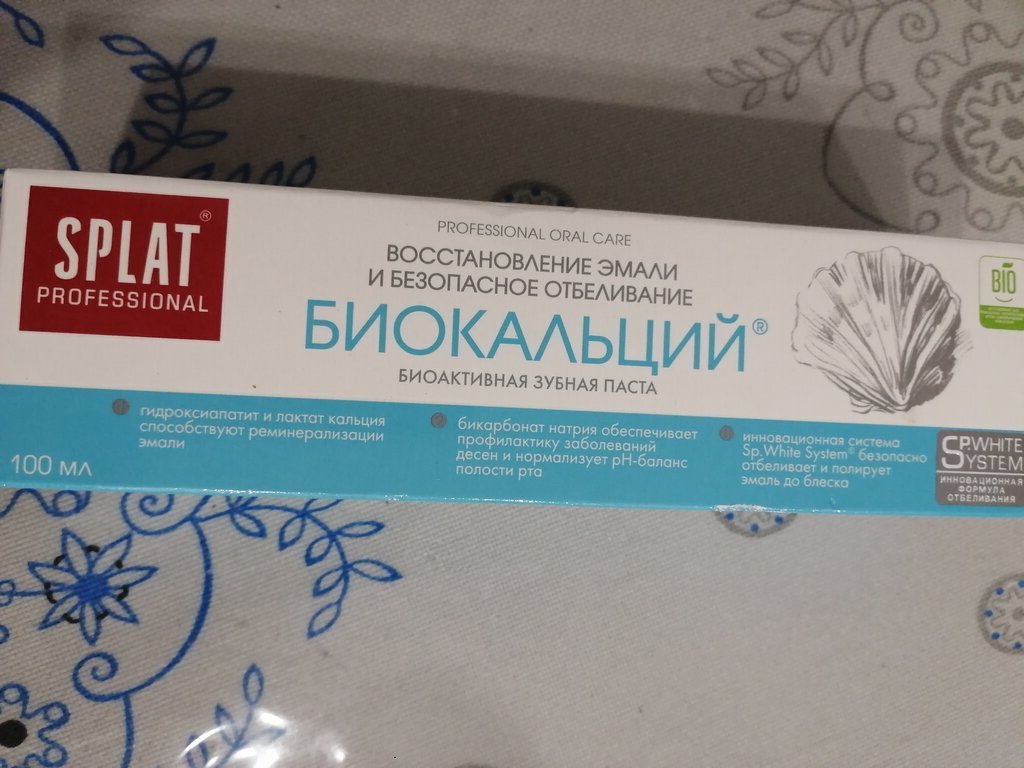 SPLAT®
PROFESSIONAL
PROFESSIONAL ORAL CARE
ВОССТАНОВЛЕНИЕ ЭМАЛИ
И БЕЗОПАСНОЕ ОТБЕЛИВАНИЕ
БИОКАЛЬЦИЙ®
БИОАКТИВНАЯ ЗУБНАЯ ПАСТА
BIO
100 МЛ
гидроксиапатит и лактат кальция
способствуют реминерализации
эмали
бикарбонат натрия обеспечивает
профилактику заболеваний
десен и нормализует pH-баланс
полости рта
инновационная система
Sp.White System® безопасно
отбеливает и полирует
эмаль до блеска
SP.WHITE
SYSTEM
ИННОВАЦИОННАЯ
ФОРМУЛА
ОТБЕЛИВАНИЯ